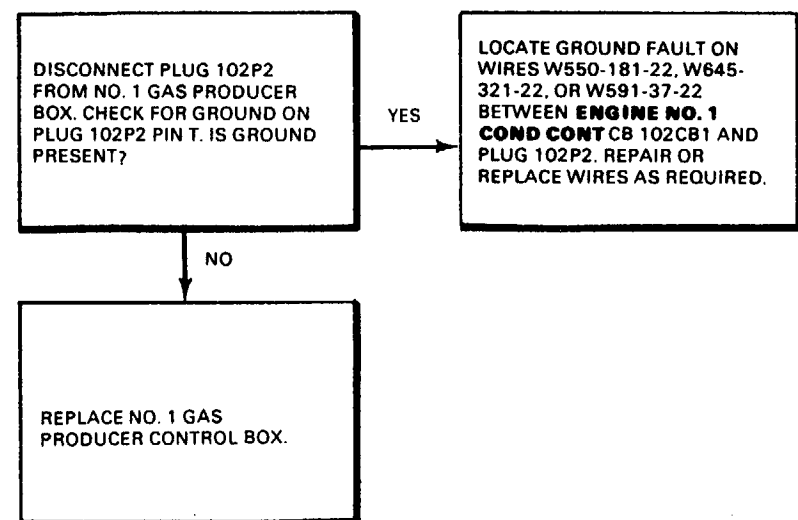 DISCONNECT PLUG 102P2
FROM NO. 1 GAS PRODUCER
BOX. CHECK FOR GROUND ON
PLUG 102P2 PIN T. IS GROUND
PRESENT?
YES
LOCATE GROUND FAULT ON
WIRES W550-181-22, W645-
321-22, OR W591-37-22
BETWEEN ENGINE NO. 1
COND CONT CB 102CB1 AND
PLUG 102P2. REPAIR OR
REPLACE WIRES AS REQUIRED.
NO
REPLACE NO. 1 GAS
PRODUCER CONTROL BOX.